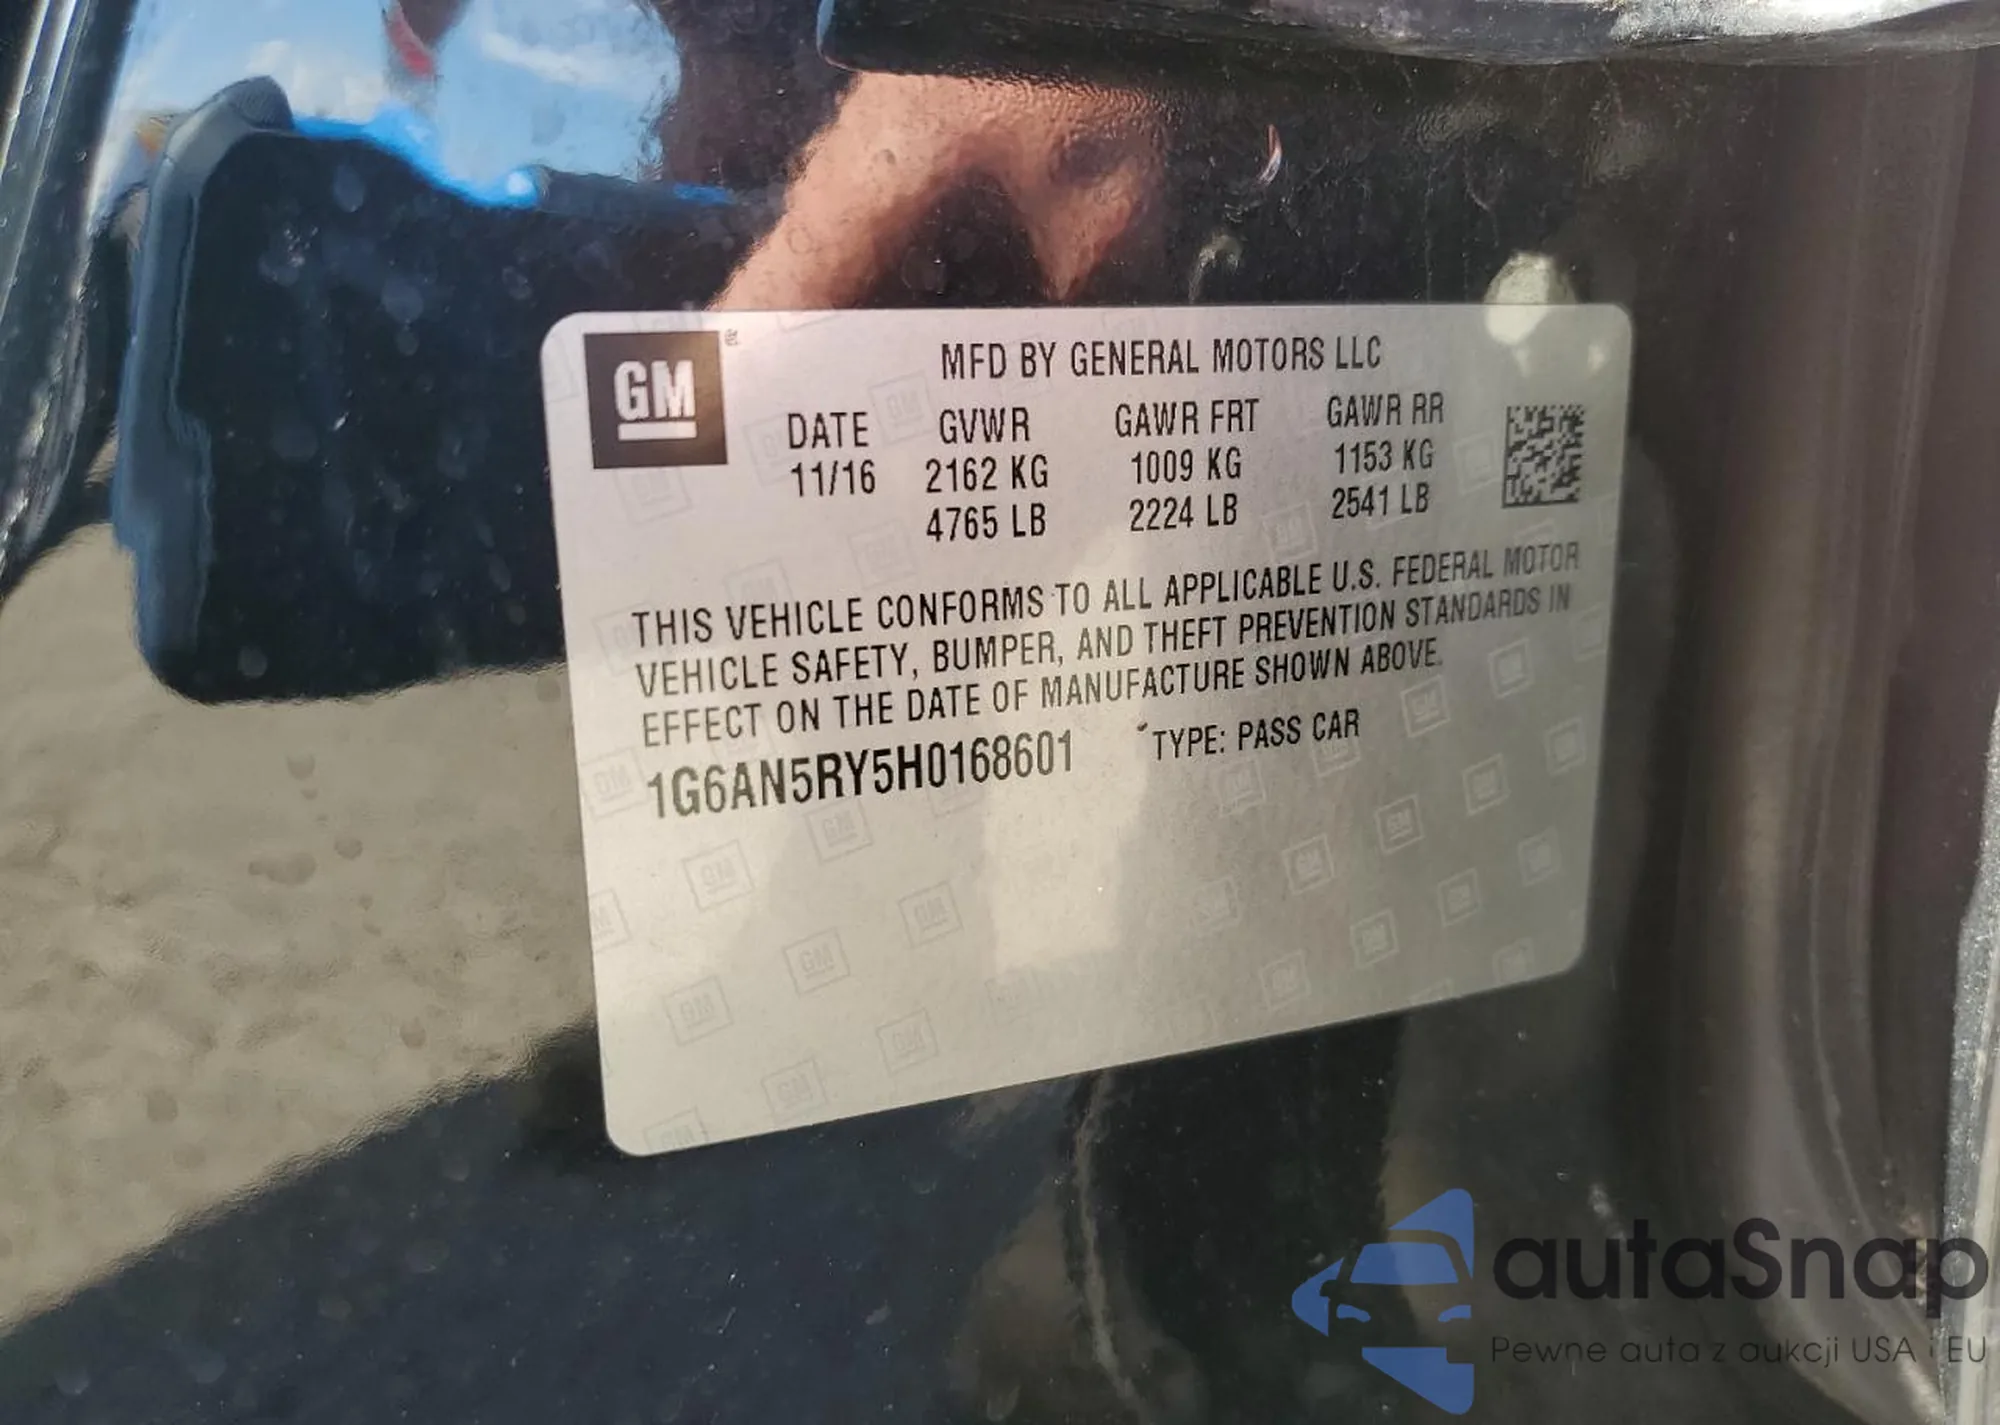 GM
MFD BY GENERAL MOTORS LLC
DATE GVWR GAWR FRT GAWR RR
11/16 2162 KG 1009 KG 1153 KG
4765 LB 2224 LB 2541 LB
THIS VEHICLE CONFORMS TO ALL APPLICABLE U.S. FEDERAL MOTOR
VEHICLE SAFETY, BUMPER, AND THEFT PREVENTION STANDARDS IN
EFFECT ON THE DATE OF MANUFACTURE SHOWN ABOVE.
1G6AN5RY5H0168601 TYPE: PASS CAR
autaSnap
Pewne auta z aukcji USA i EU